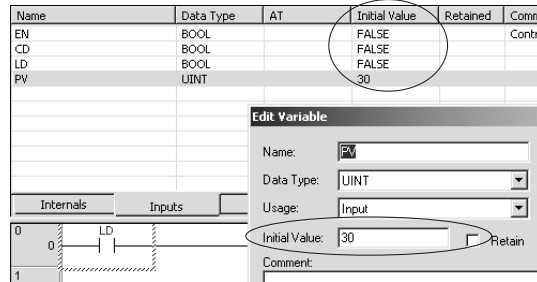 Name Data Type AT Initial Value Retained Comm
EN BOOL FALSE Contr
CD BOOL FALSE
LD BOOL FALSE
PV UINT 30
Edit Variable
Name: PV
Data Type: UINT
Usage: Input
Initial Value: 30 Retain
Comment:
Internals Inputs
0 LD
0
1